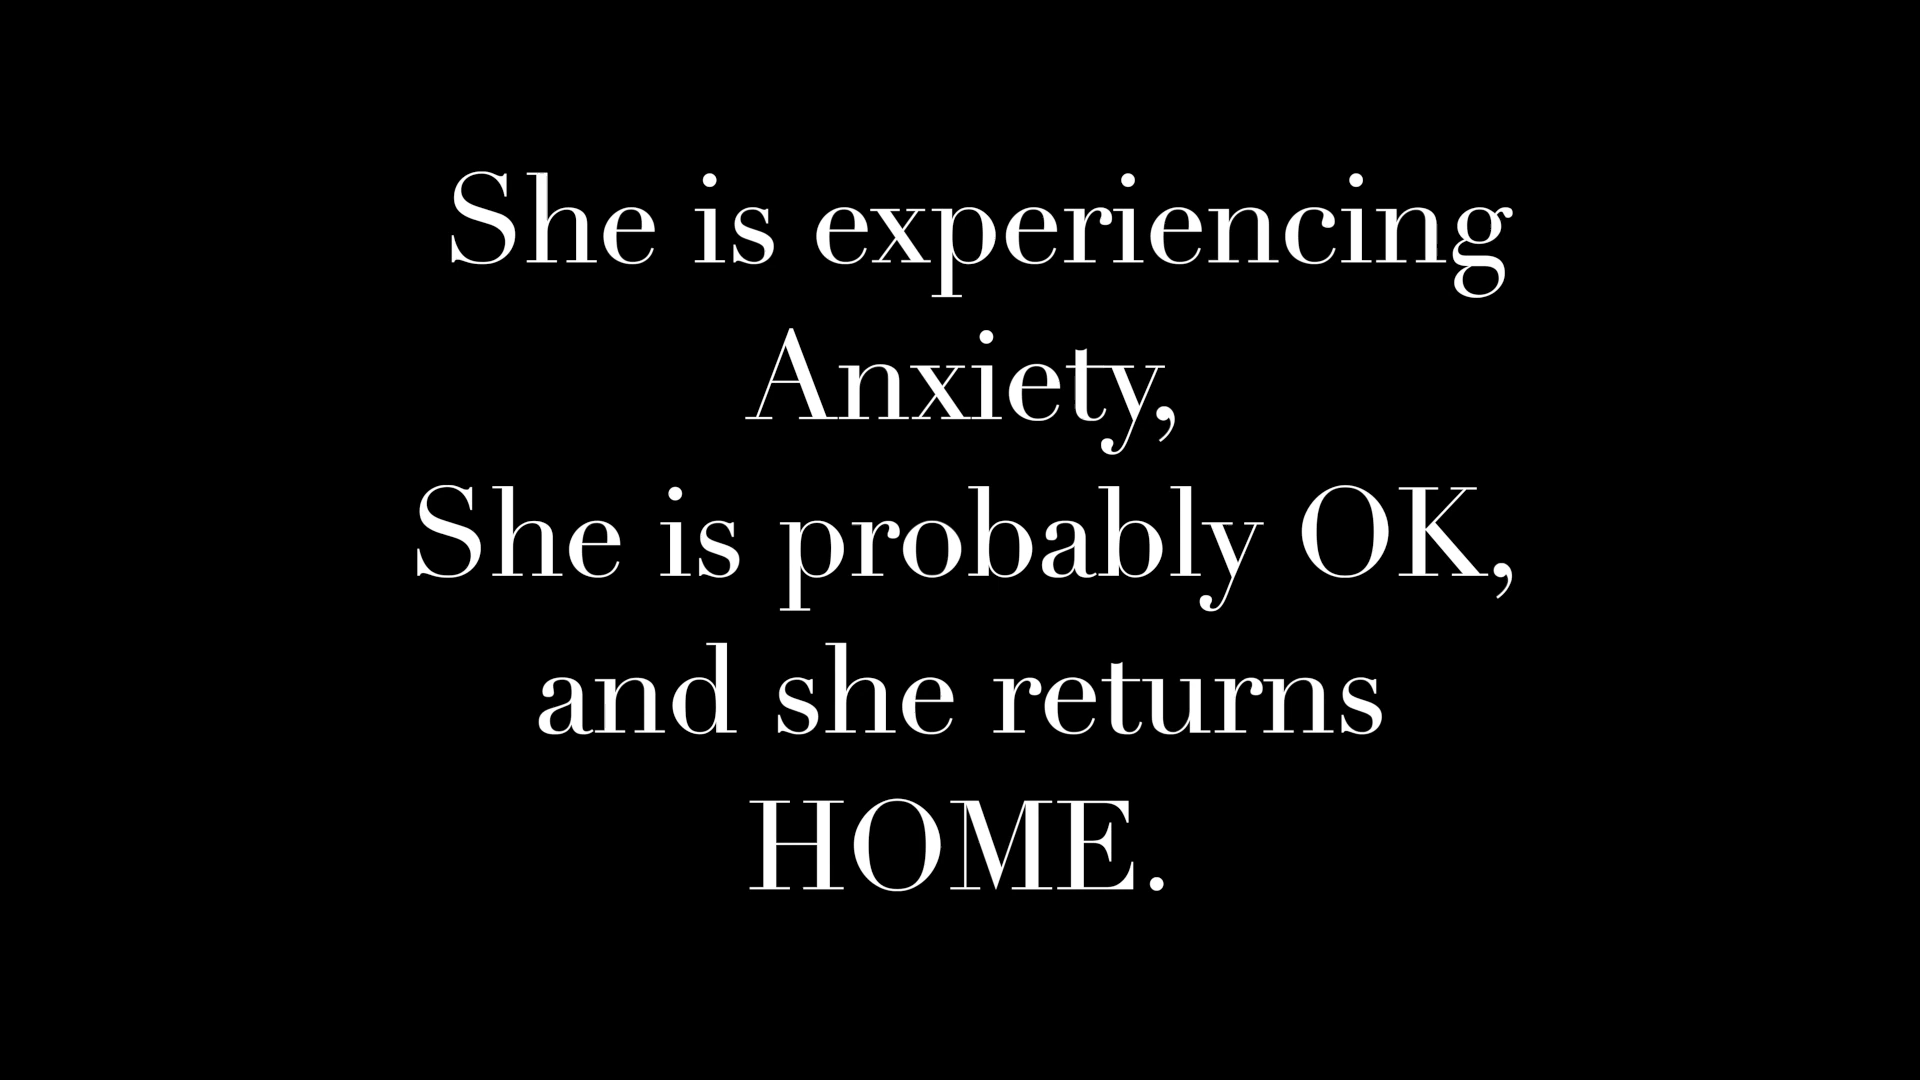 She is experiencing
Anxiety,
She is probably OK,
and she returns
HOME.